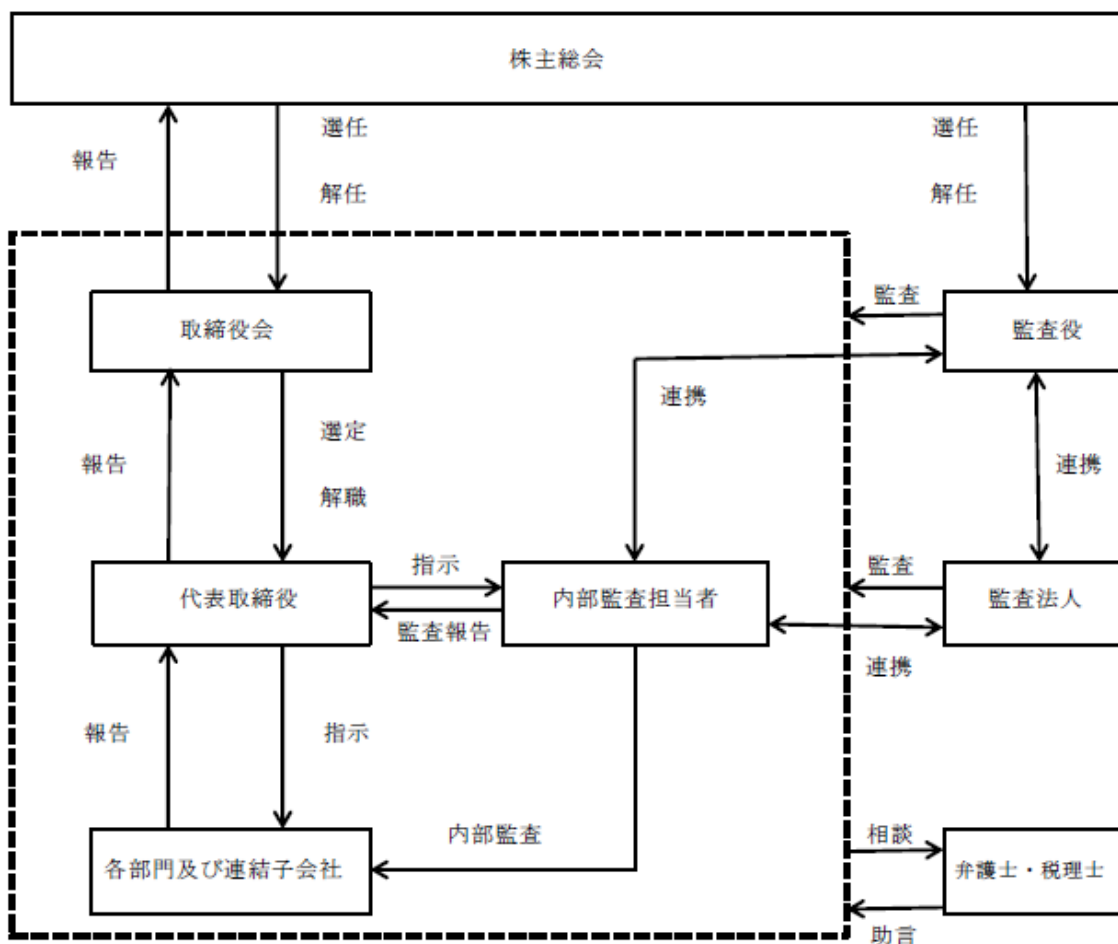 株主総会
報告
選任
解任
選任
解任
取締役会
監査
監査役
連携
報告
選定
解職
連携
代表取締役
指示
監査報告
内部監査担当者
監査
監査法人
連携
報告
指示
内部監査
各部門及び連結子会社
相談
弁護士・税理士
助言